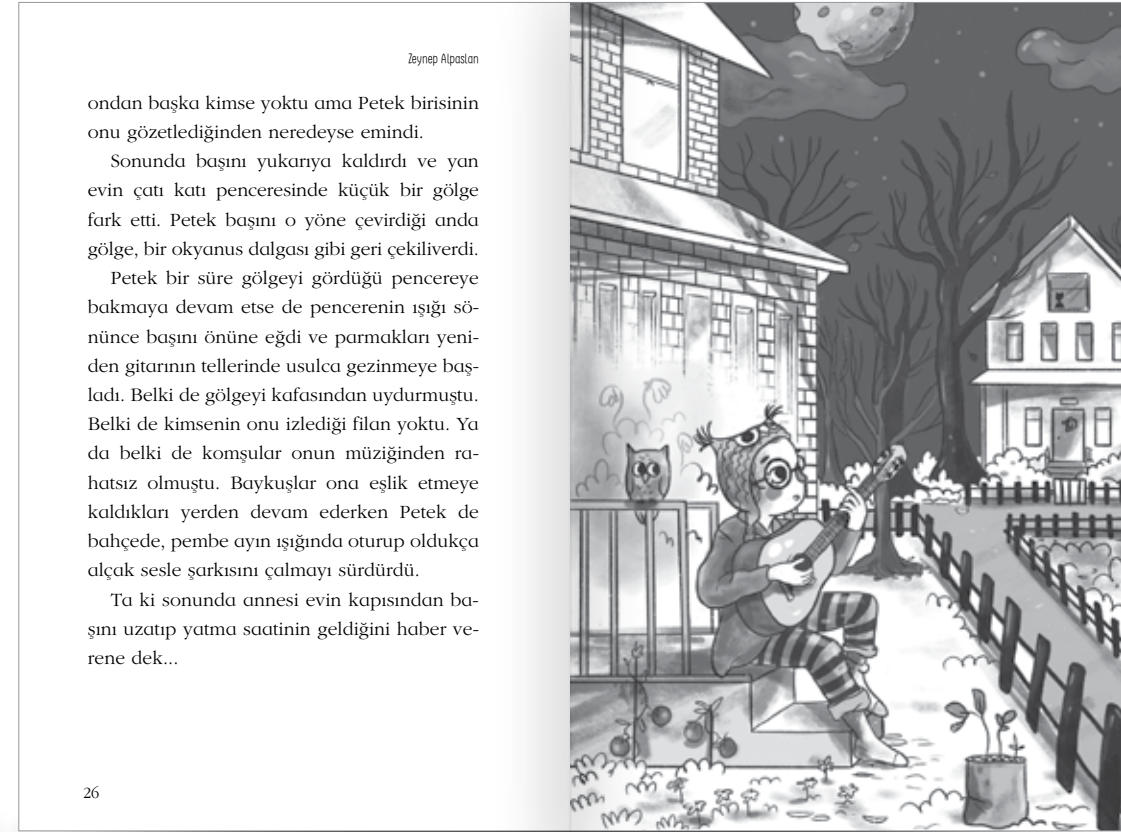 Zeynep Alpaslan
ondan başka kimse yoktu ama Petek birisinin
onu gözetlediğinden neredeyse emindi.
Sonunda başını yukarıya kaldırdı ve yan
evin çatı katı penceresinde küçük bir gölge
fark etti. Petek başını o yöne çevirdiği anda
gölge, bir okyanus dalgası gibi geri çekiliverdi.
Petek bir süre gölgeyi gördüğü pencereye
bakmaya devam etse de pencerenin ışığı sö-
nünce başını önüne eğdi ve parmakları yeni-
den gitarının tellerinde usulca gezinmeye baş-
ladı. Belki de gölgeyi kafasından uydurmuştu.
Belki de kimsenin onu izlediği filan yoktu. Ya
da belki de komşular onun müziğinden ra-
hatsız olmuştu. Baykuşlar ona eşlik etmeye
kaldıkları yerden devam ederken Petek de
bahçede, pembe ayın ışığında oturup oldukça
alçak sesle şarkısını çalmayı sürdürdü.
Ta ki sonunda annesi evin kapısından ba-
şını uzatıp yatma saatinin geldiğini haber ve-
rene dek...
26